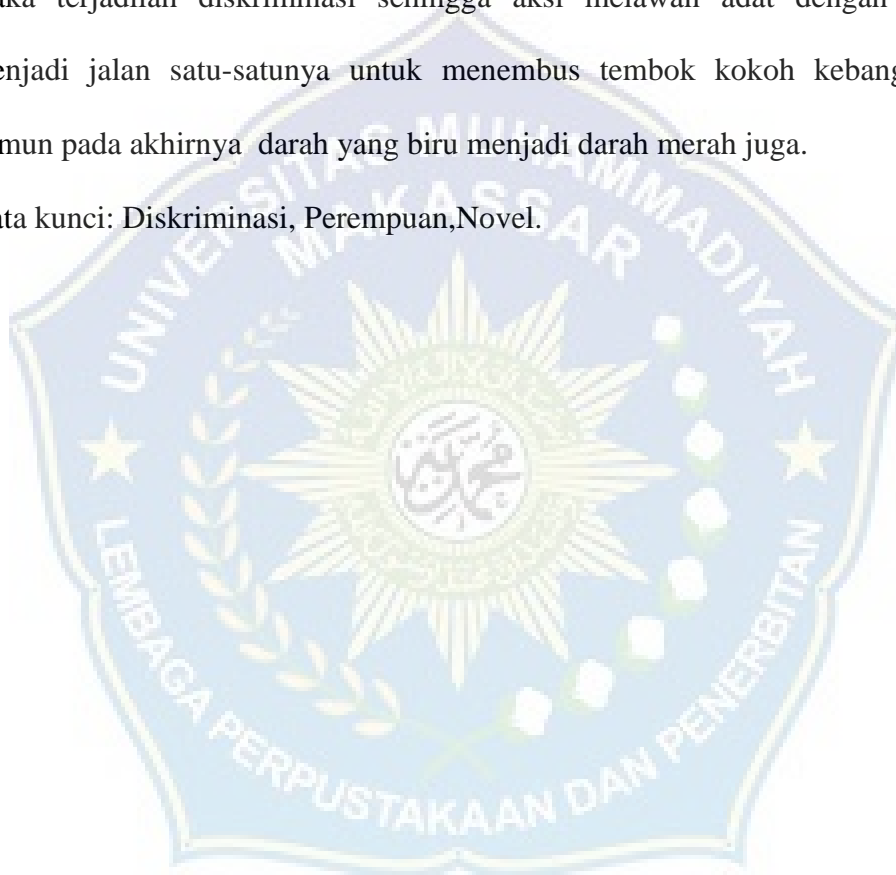 terjadilah diskriminasi sehingga aksi melawan adat dengan
enjadi jalan satu-satunya untuk menembus tembok kokoh kebang
mun pada akhirnya darah yang biru menjadi darah merah juga.
ata kunci: Diskriminasi, Perempuan,Novel.
UNIVERSITAS MUHAMMADIYAH
MAKASSAR
LEMBAGA PERPUSTAKAAN DAN PENERBITAN